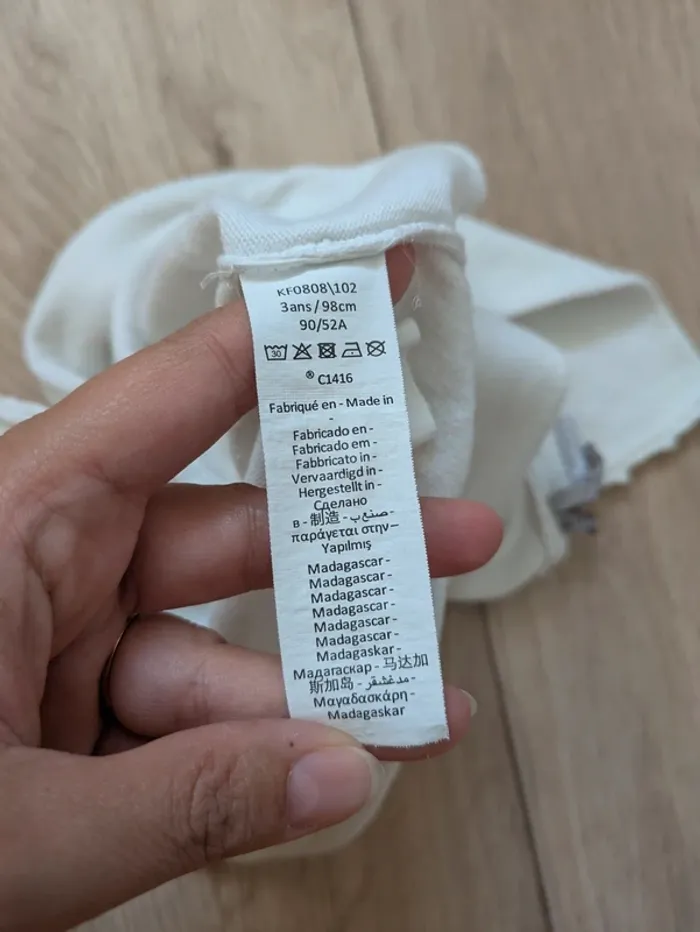 KF0808\102
3ans/98cm
90/52A
30
® C1416
Fabriqué en - Made in
-
Fabricado en -
Fabricado em -
Fabbricato in -
Vervaardigd in -
Hergestellt in -
Сделано
в - 制造 - صنع ب -
παράγεται στην –
Yapılmış
Madagascar -
Madagascar -
Madagascar -
Madagascar -
Madagascar -
Madagascar -
Madagaskar -
Мадагаскар - 马达加
斯加岛 - مدغشقر -
Μαγαδασκάρη -
Madagaskar